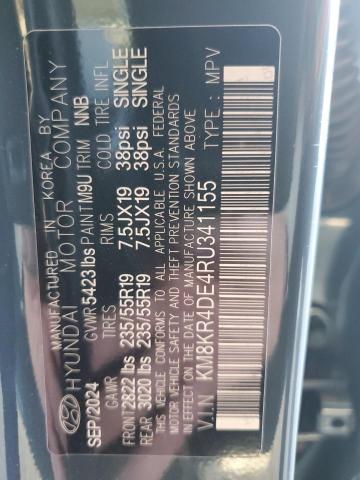 MANUFACTURED IN KOREA BY
HYUNDAI MOTOR COMPANY
SEP/2024 GVWR 5423 lbs PAINT M9U TRIM NNB
GAWR TIRES RIMS COLD TIRE INFL
FRONT 2822 lbs 235/55R19 7.5JX19 38psi SINGLE
REAR 3020 lbs 235/55R19 7.5JX19 38psi SINGLE
THIS VEHICLE CONFORMS TO ALL APPLICABLE FEDERAL
MOTOR VEHICLE SAFETY, BUMPER, AND THEFT PREVENTION STANDARDS
IN EFFECT ON THE DATE OF MANUFACTURE SHOWN ABOVE.
V.I.N : KM8KR4DE4RU341155 TYPE : MPV